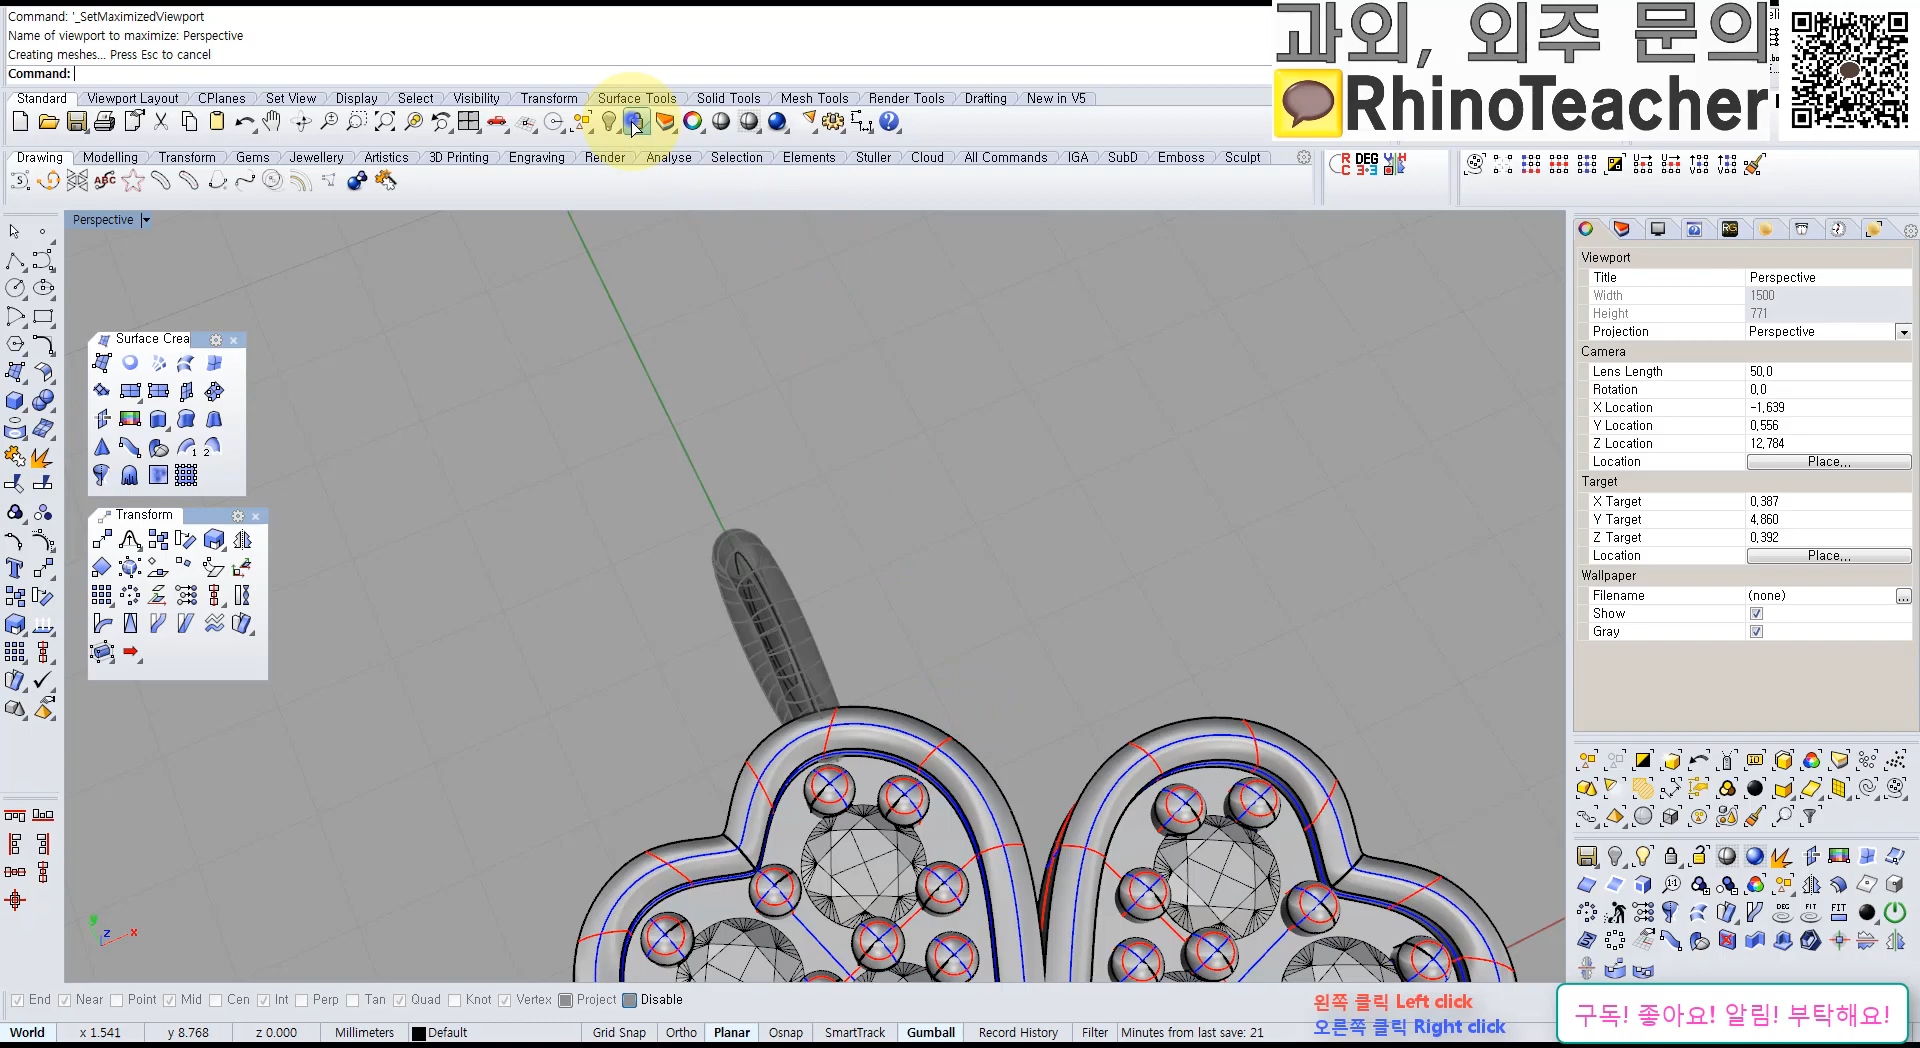 Command: '_SetMaximizedViewport
Name of viewport to maximize: Perspective
Creating meshes... Press Esc to cancel
Command:
과외, 외주 문의
RhinoTeacher
Standard Viewport Layout CPlanes Set View Display Select Visibility Transform Surface Tools Solid Tools Mesh Tools Render Tools Drafting New in V5
Drawing Modelling Transform Gems Jewellery Artistics 3D Printing Engraving Render Analyse Selection Elements Stuller Cloud All Commands IGA SubD Emboss Sculpt
Perspective
Surface Crea
Transform
Viewport
Title Perspective
Width 1500
Height 771
Projection Perspective
Camera
Lens Length 50,0
Rotation 0,0
X Location -1,639
Y Location 0,556
Z Location 12,784
Location Place...
Target
X Target 0,387
Y Target 4,860
Z Target 0,392
Location Place...
Wallpaper
Filename (none) ...
Show
Gray
y
z x
End Near Point Mid Cen Int Perp Tan Quad Knot Vertex Project Disable
왼쪽 클릭 Left click
오른쪽 클릭 Right click
구독! 좋아요! 알림! 부탁해요!
World x 1.541 y 8.768 z 0.000 Millimeters Default Grid Snap Ortho Planar Osnap SmartTrack Gumball Record History Filter Minutes from last save: 21